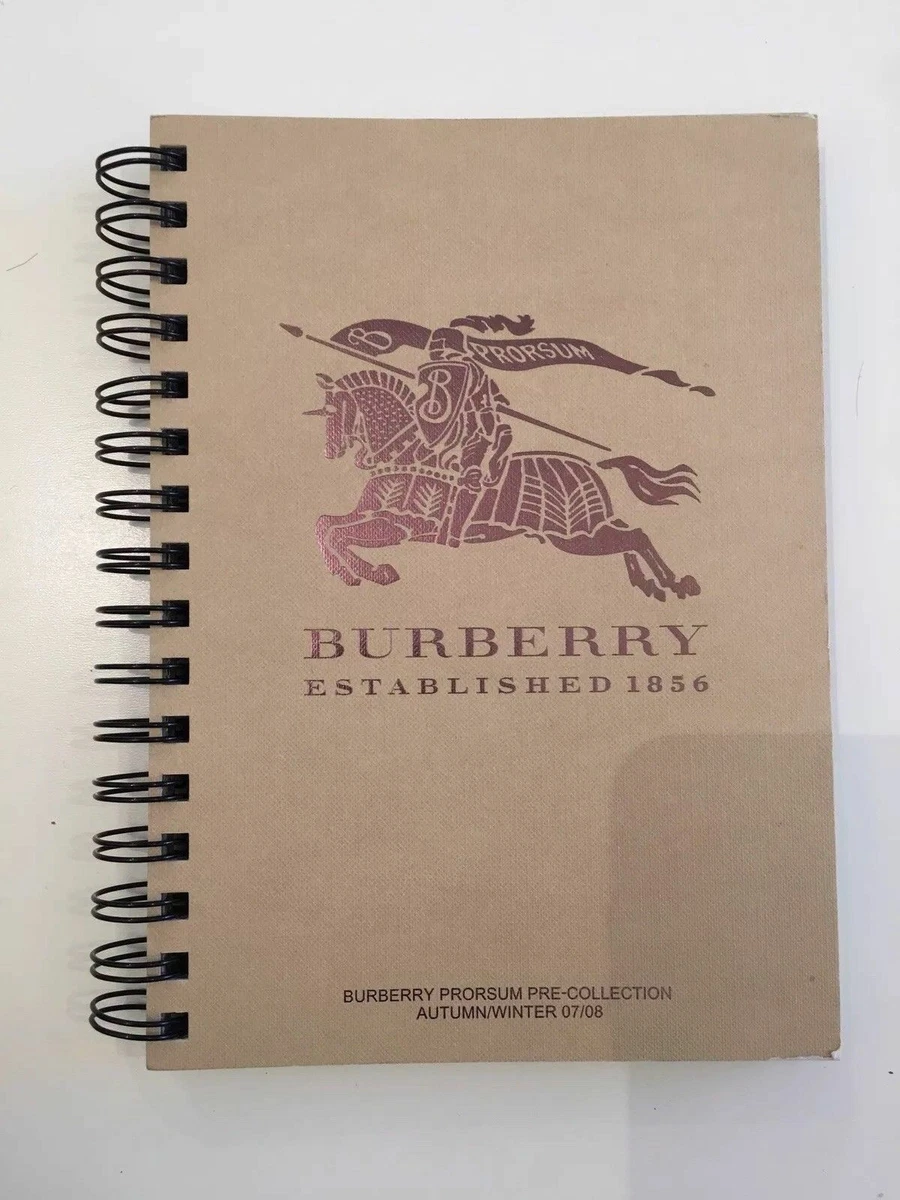 B PRORSUM
B
BURBERRY
ESTABLISHED 1856
BURBERRY PRORSUM PRE-COLLECTION
AUTUMN/WINTER 07/08